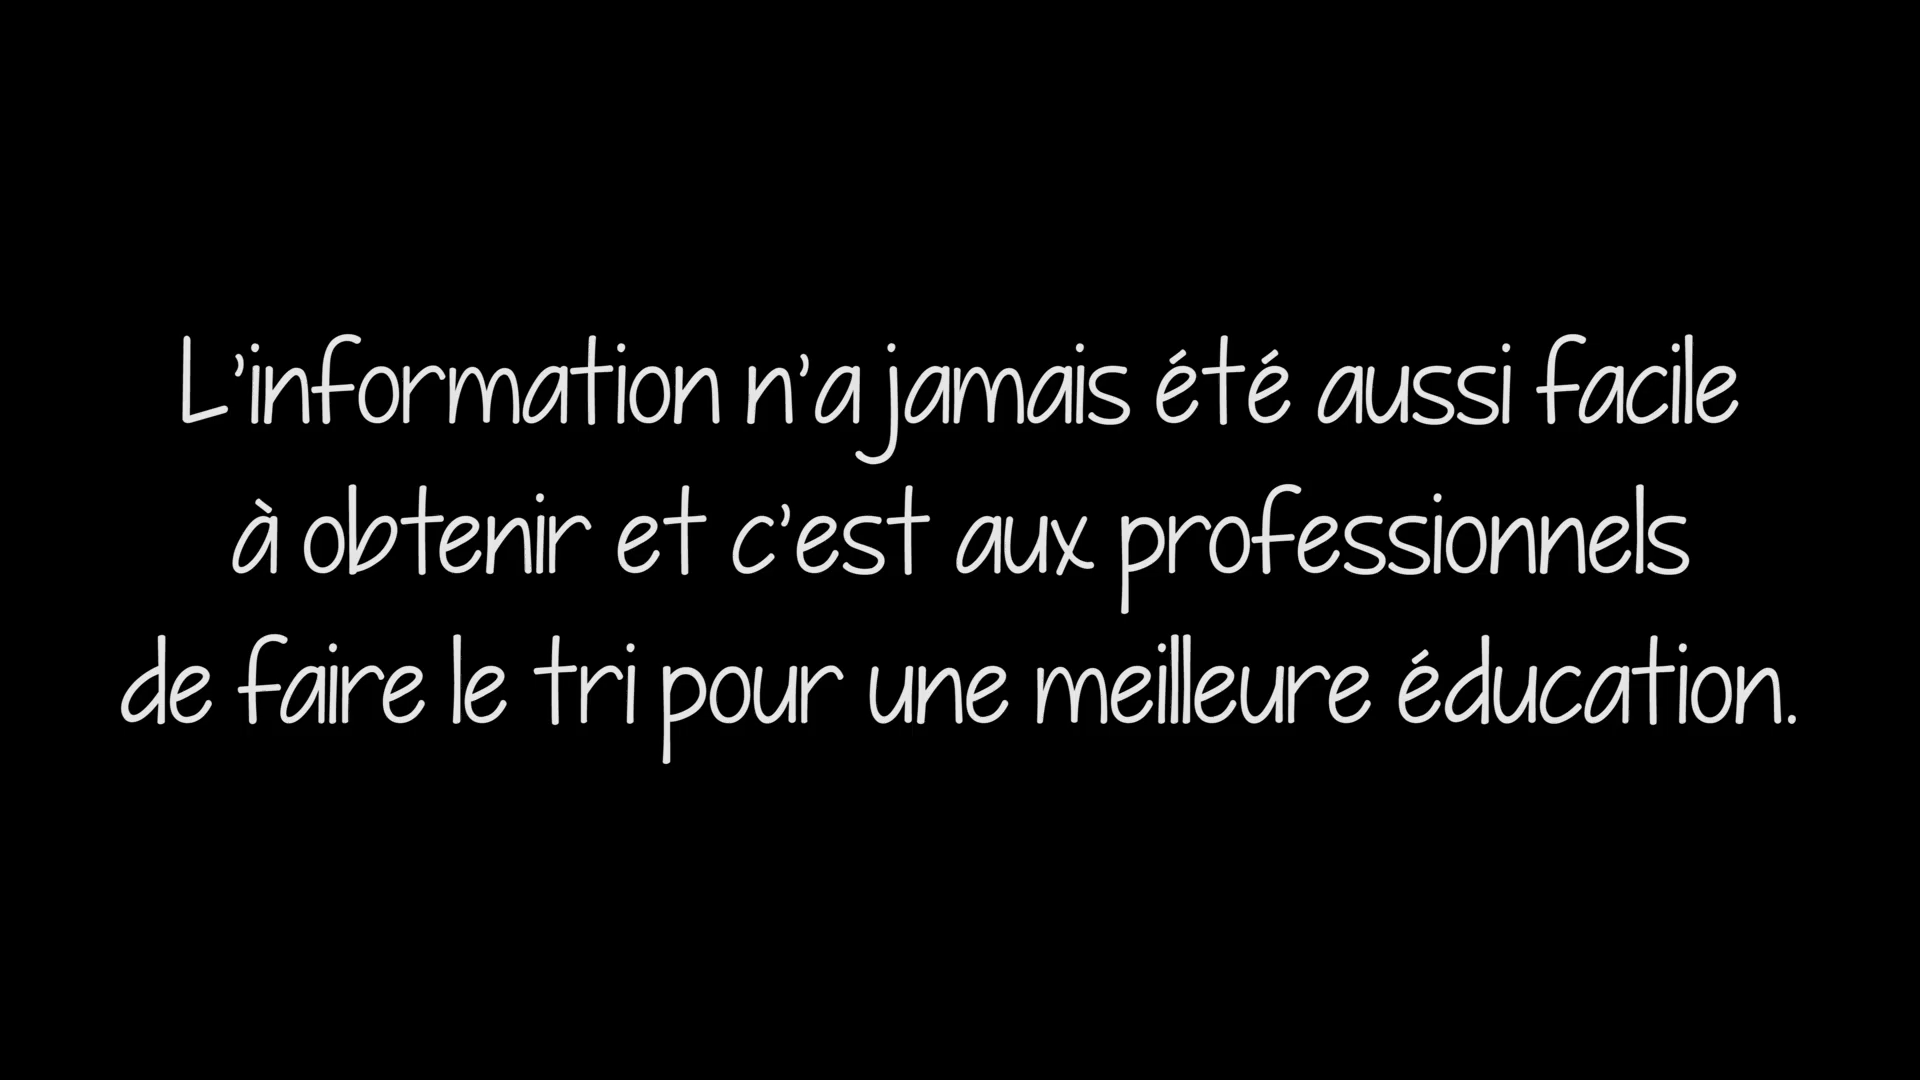 L'information n'a jamais été aussi facile
à obtenir et c'est aux professionnels
de faire le tri pour une meilleure éducation.